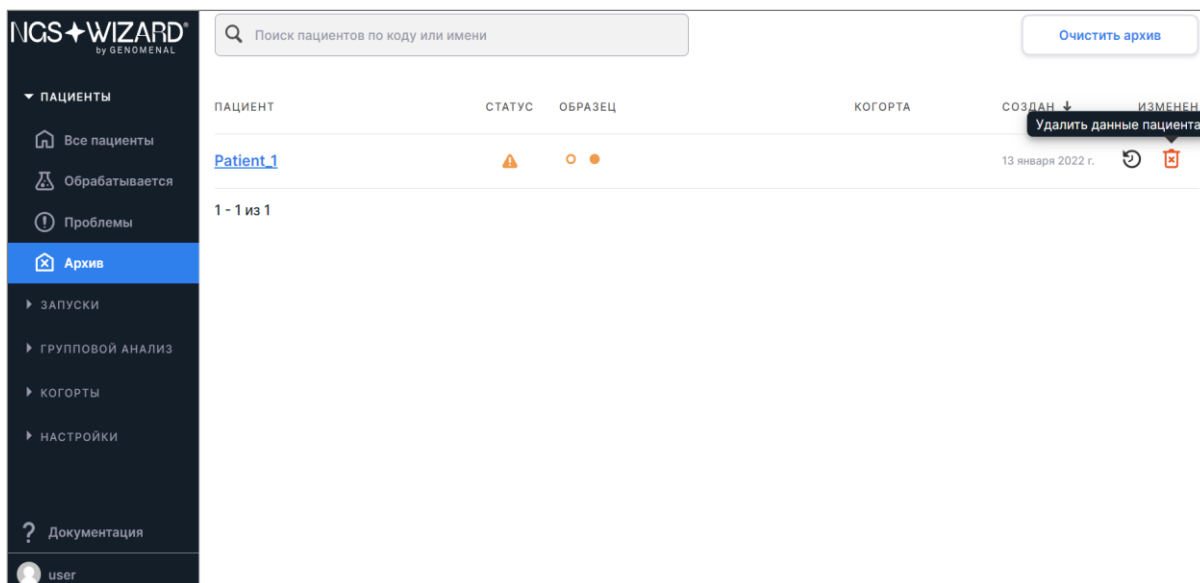 NGS WIZARD®
by GENOMENAL
Поиск пациентов по коду или имени
Очистить архив
ПАЦИЕНТЫ
Все пациенты
Обрабатывается
Проблемы
Архив
ЗАПУСКИ
ГРУППОВОЙ АНАЛИЗ
КОГОРТЫ
НАСТРОЙКИ
Документация
user
ПАЦИЕНТ СТАТУС ОБРАЗЕЦ КОГОРТА СОЗДАН ИЗМЕНЕН
Удалить данные пациента
Patient_1 13 января 2022 г.
1 - 1 из 1